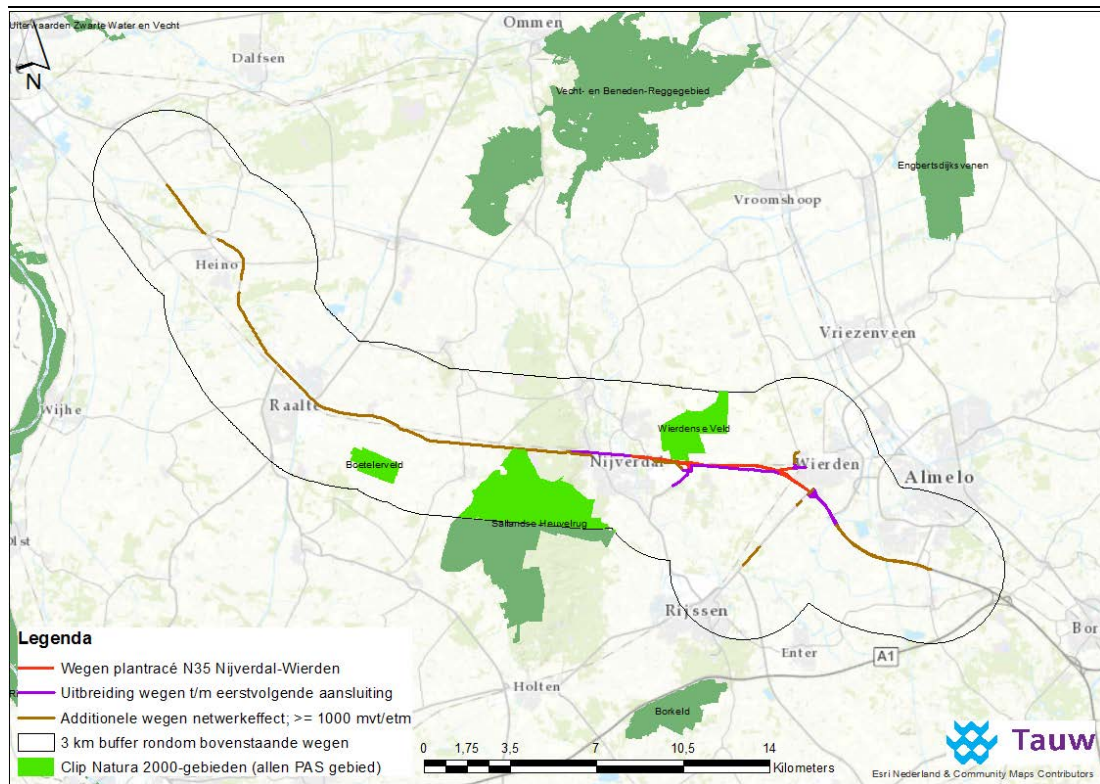 Uiterwaarden Zwarte Water en Vecht
Ommen
Dalfsen
N
Vecht- en Beneden-Reggegebied
Engbertsdijksvenen
Vroomshoop
Heino
Vriezenveen
Wijhe
Raalte
Wierdense Veld
Boetelerveld
Nijverdal
Wierden
Almelo
Sallandse Heuvelrug
Rijssen
Enter
A1
Holten
Borkeld
Legenda
Wegen plantracé N35 Nijverdal-Wierden
Uitbreiding wegen t/m eerstvolgende aansluiting
Additionele wegen netwerkeffect; >= 1000 mvt/etm
3 km buffer rondom bovenstaande wegen
Clip Natura 2000-gebieden (allen PAS gebied)
0 1,75 3,5 7 10,5 14
Kilometers
Tauw
Esri Nederland & Community Maps Contributors